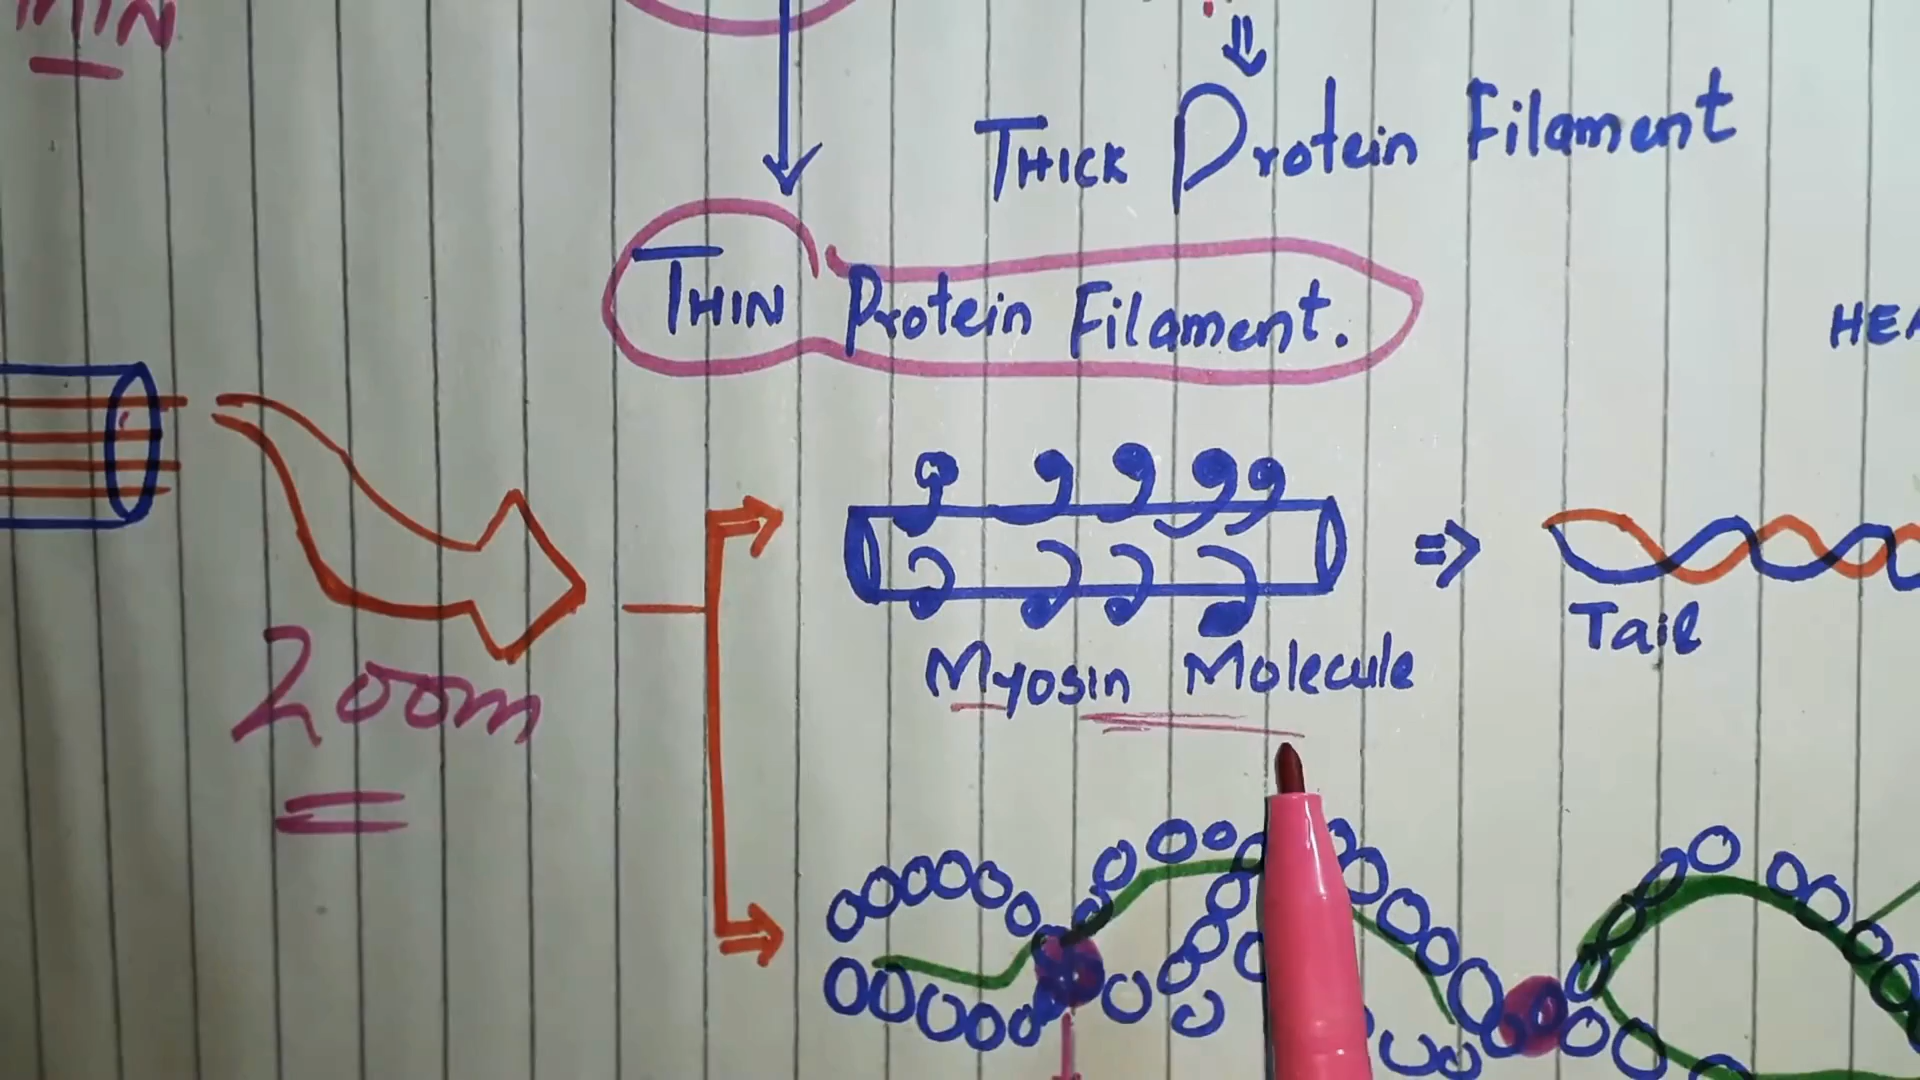 THICK Protein Filament
THIN Protein Filament.
Zoom
Myosin Molecule
Tail